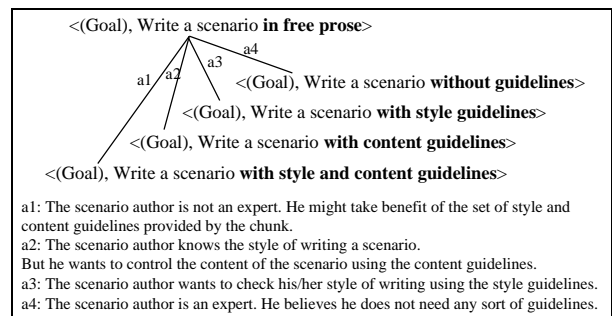 <(Goal), Write a scenario in free prose>
a4
a3
a2
a1
<(Goal), Write a scenario without guidelines>
<(Goal), Write a scenario with style guidelines>
<(Goal), Write a scenario with content guidelines>
<(Goal), Write a scenario with style and content guidelines>
a1: The scenario author is not an expert. He might take benefit of the set of style and
content guidelines provided by the chunk.
a2: The scenario author knows the style of writing a scenario.
But he wants to control the content of the scenario using the content guidelines.
a3: The scenario author wants to check his/her style of writing using the style guidelines.
a4: The scenario author is an expert. He believes he does not need any sort of guidelines.